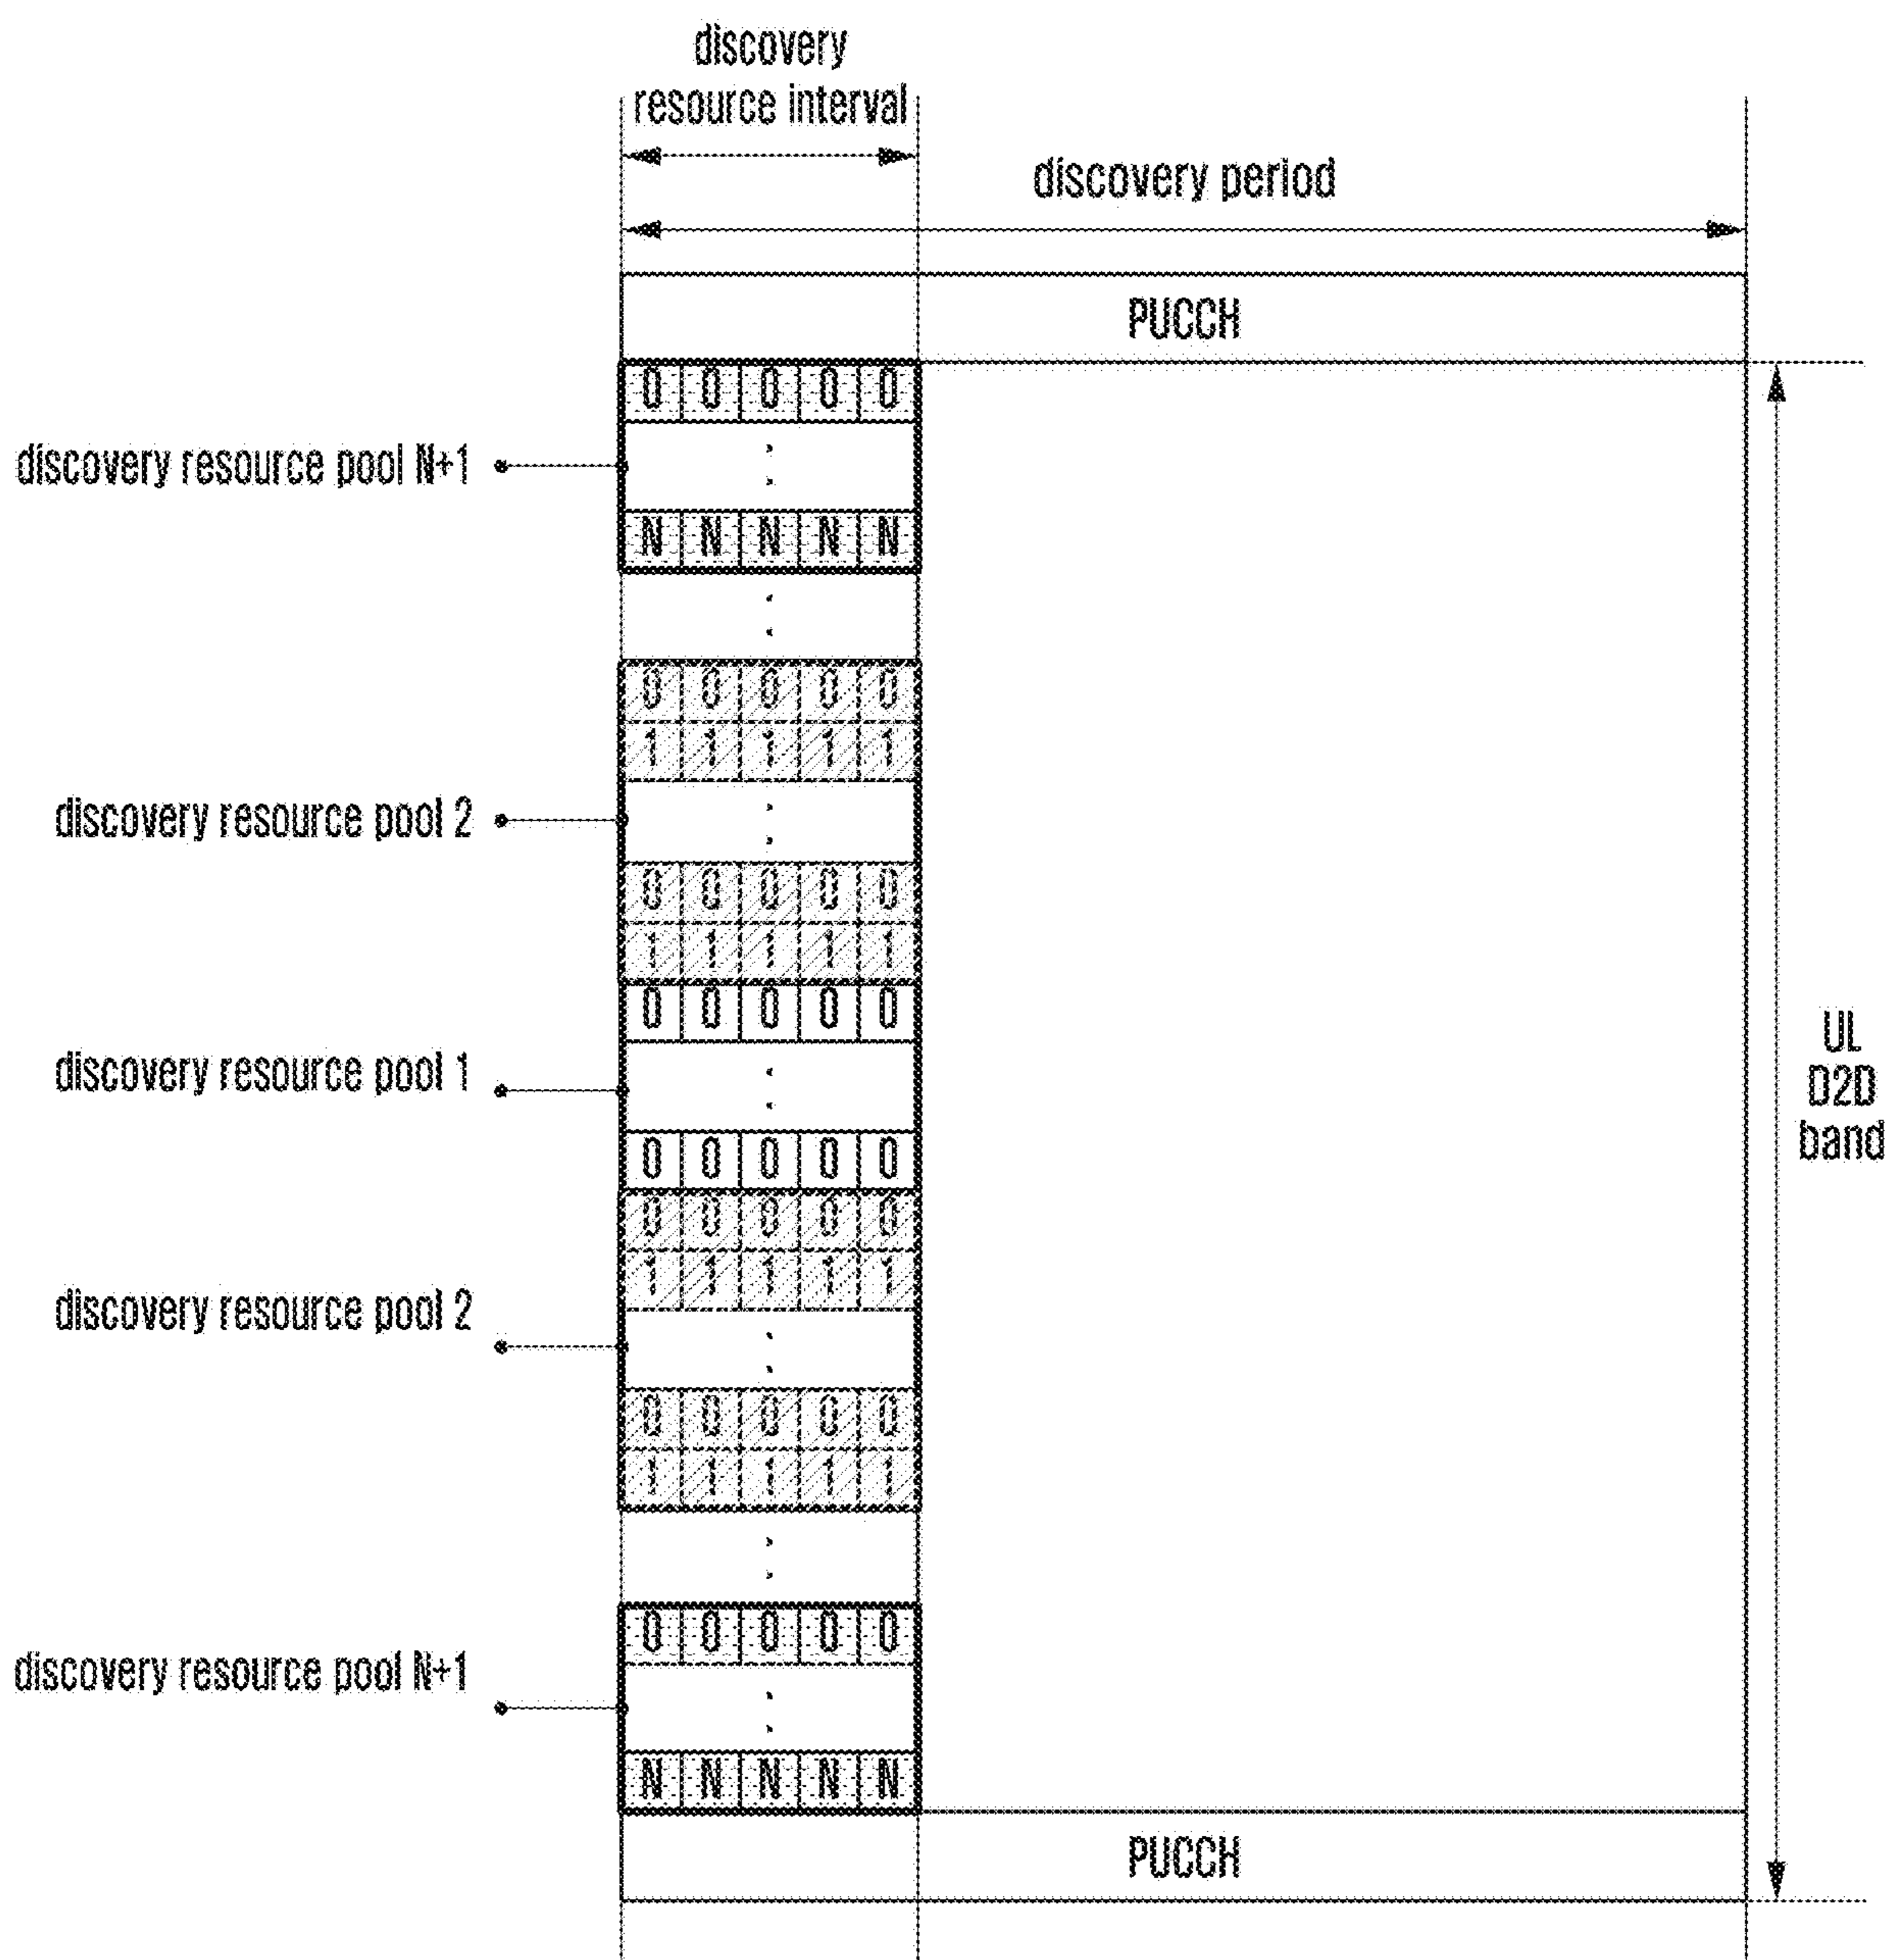 discovery
resource interval
discovery period
PUCCH
0 0 0 0 0
discovery resource pool N+1
N N N N N
0 0 0 0 0
1 1 1 1 1
discovery resource pool 2
0 0 0 0 0
1 1 1 1 1
0 0 0 0 0
discovery resource pool 1
UL
D2D
band
0 0 0 0 0
0 0 0 0 0
1 1 1 1 1
discovery resource pool 2
0 0 0 0 0
1 1 1 1 1
0 0 0 0 0
discovery resource pool N+1
N N N N N
PUCCH